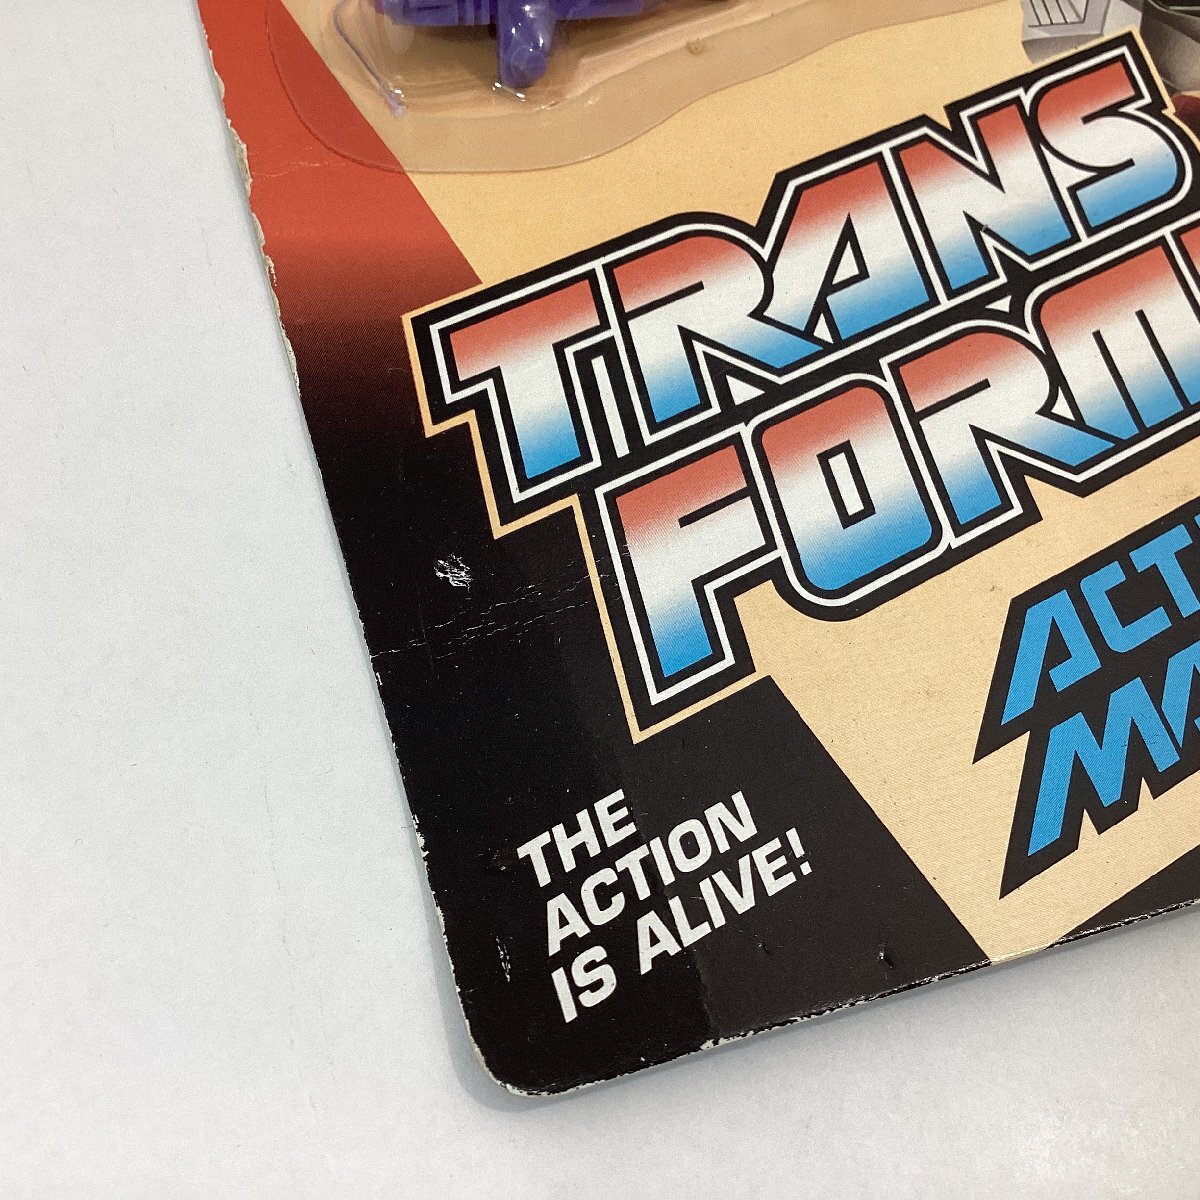 TRANS
FORM
ACT
MA
THE
ACTION
IS ALIVE!